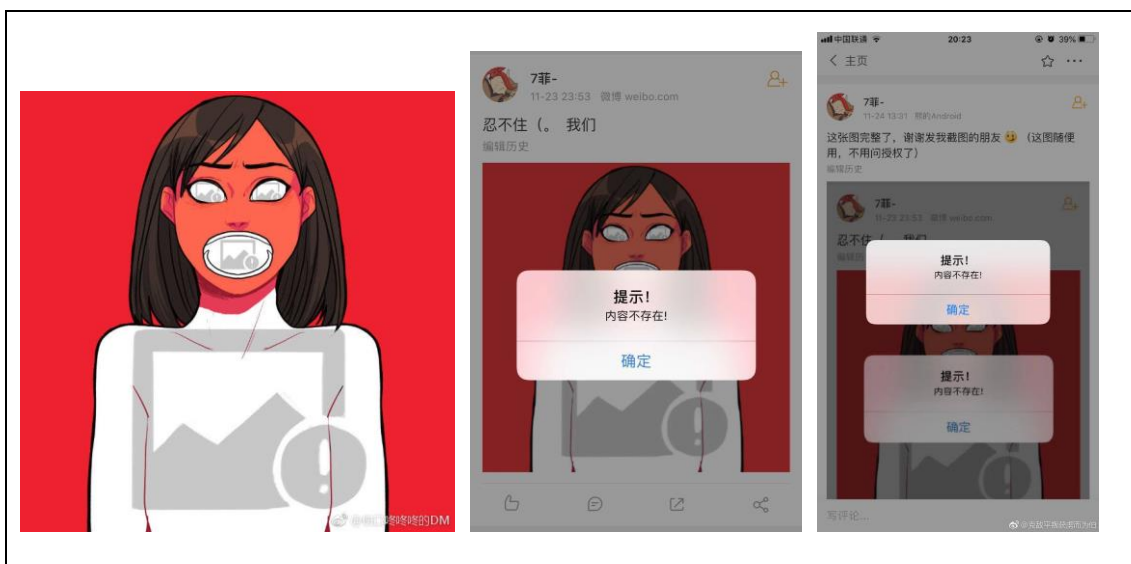 7菲-
11-23 23:53 微博 weibo.com
忍不住（。 我们
编辑历史
提示!
内容不存在!
确定
中国联通
20:23
39%
主页
7菲-
11-24 13:31
Android
这张图完整了，谢谢发我截图的朋友（这图随便
用，不用问授权了）
编辑历史
7菲-
11-23 23:53 微博 weibo.com
忍不住（。 我们
提示!
内容不存在!
确定
提示!
内容不存在!
确定
写评论...